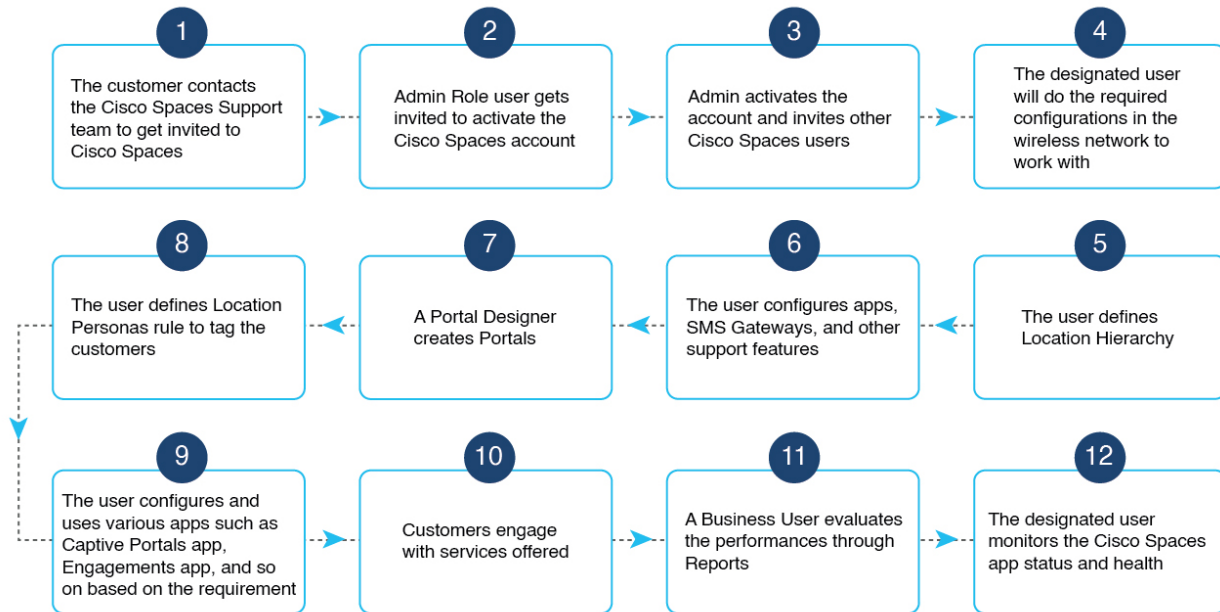 1
The customer contacts
the Cisco Spaces Support
team to get invited to
Cisco Spaces
2
Admin Role user gets
invited to activate the
Cisco Spaces account
3
Admin activates the
account and invites other
Cisco Spaces users
4
The designated user
will do the required
configurations in the
wireless network to
work with
5
The user defines
Location Hierarchy
6
The user configures apps,
SMS Gateways, and other
support features
7
A Portal Designer
creates Portals
8
The user defines Location
Personas rule to tag the
customers
9
The user configures and
uses various apps such as
Captive Portals app,
Engagements app, and so
on based on the requirement
10
Customers engage
with services offered
11
A Business User evaluates
the performances through
Reports
12
The designated user
monitors the Cisco Spaces
app status and health